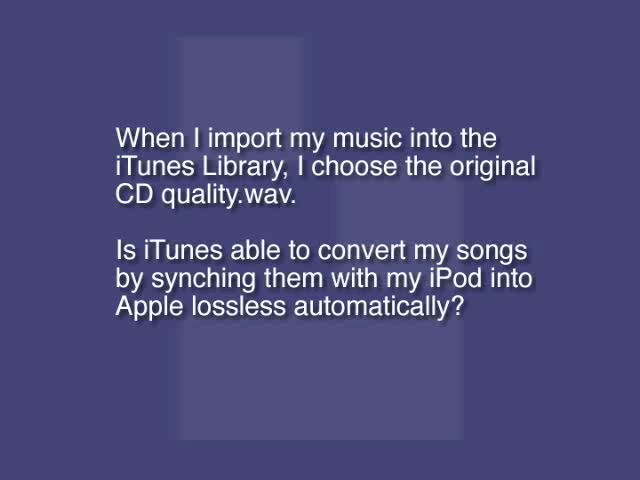 When I import my music into the
iTunes Library, I choose the original
CD quality.wav.
Is iTunes able to convert my songs
by synching them with my iPod into
Apple lossless automatically?